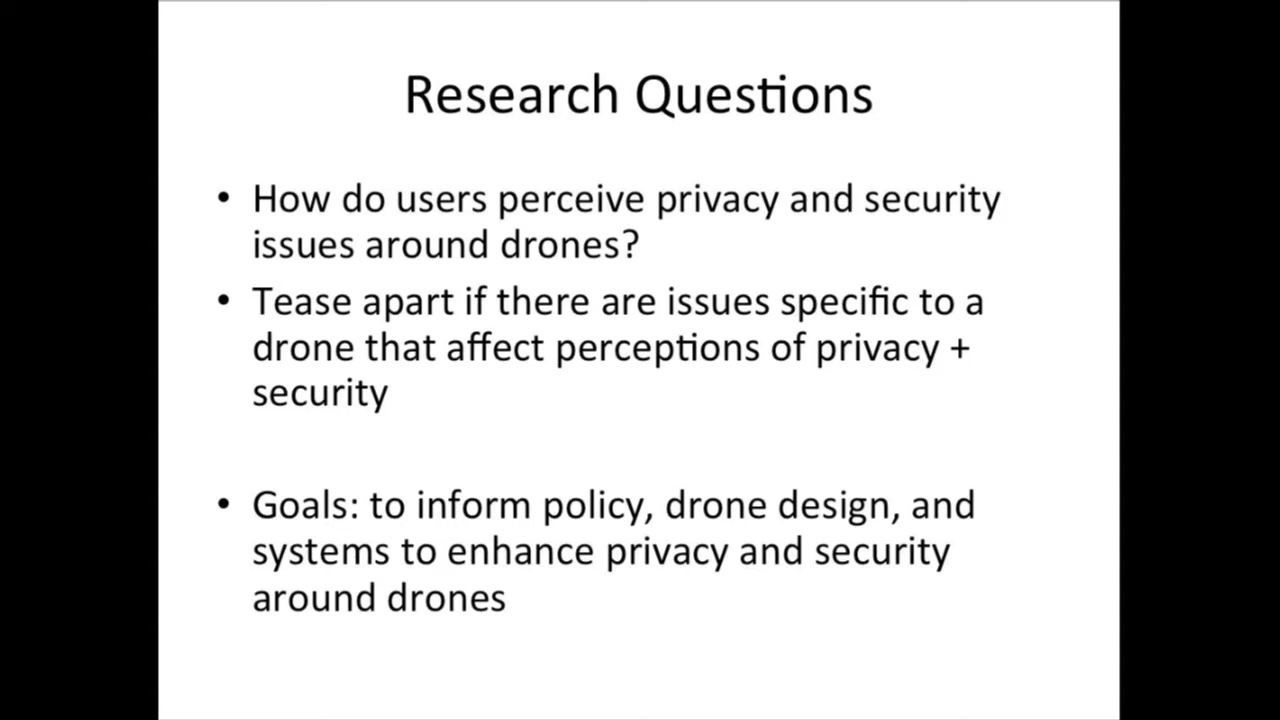 Research Questions
• How do users perceive privacy and security
issues around drones?
• Tease apart if there are issues specific to a
drone that affect perceptions of privacy +
security
• Goals: to inform policy, drone design, and
systems to enhance privacy and security
around drones